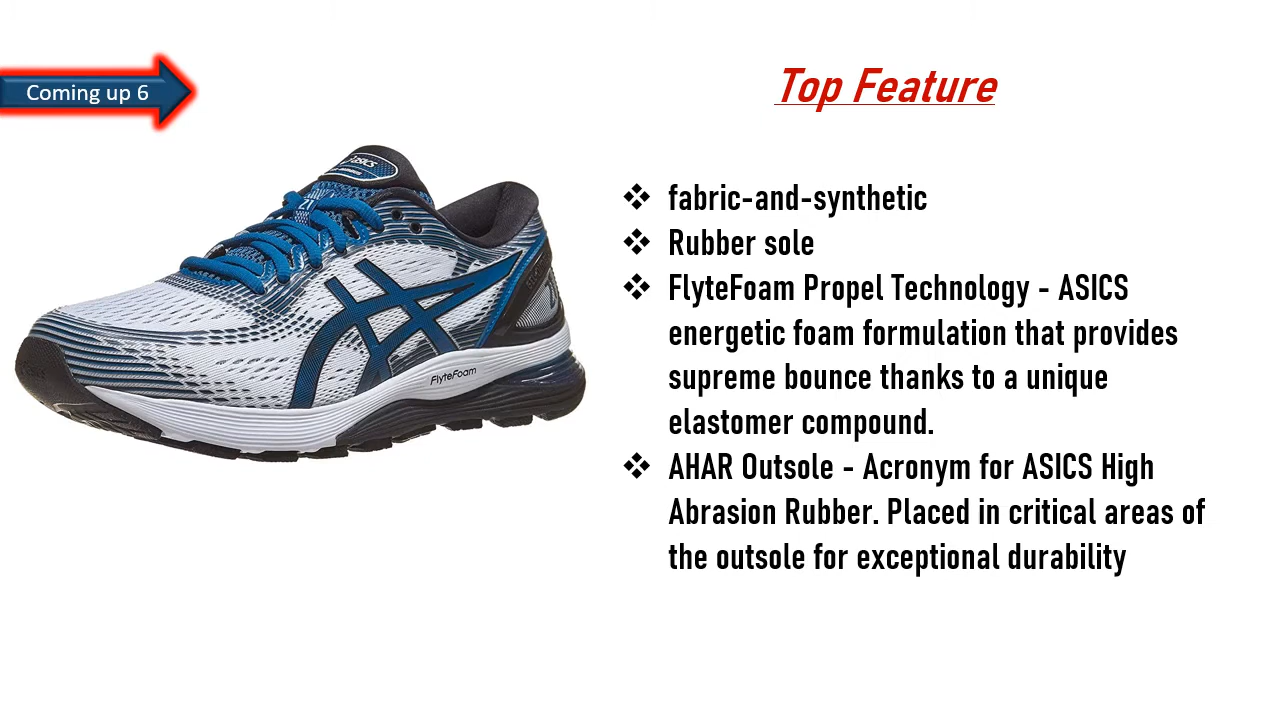 Coming up 6
Top Feature
asics
21
FlyteFoam
❖ fabric-and-synthetic
❖ Rubber sole
❖ FlyteFoam Propel Technology - ASICS
energetic foam formulation that provides
supreme bounce thanks to a unique
elastomer compound.
❖ AHAR Outsole - Acronym for ASICS High
Abrasion Rubber. Placed in critical areas of
the outsole for exceptional durability